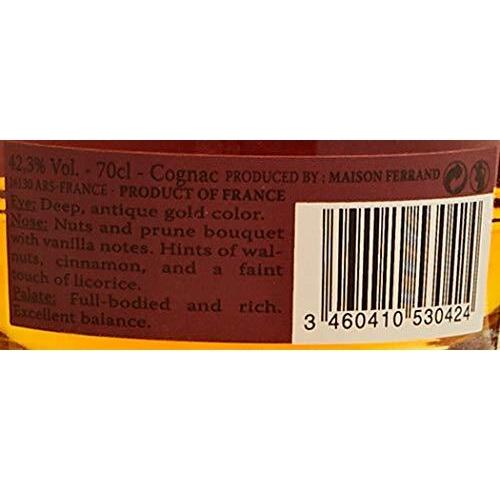 42,3% Vol. - 70cl - Cognac PRODUCED BY : MAISON FERRAND
16130 ARS-FRANCE · PRODUCT OF FRANCE
Eye: Deep, antique gold color.
Nose: Nuts and prune bouquet
with vanilla notes. Hints of wal-
nuts, cinnamon, and a faint
touch of licorice.
Palate: Full-bodied and rich.
Excellent balance.
3 460410 530424